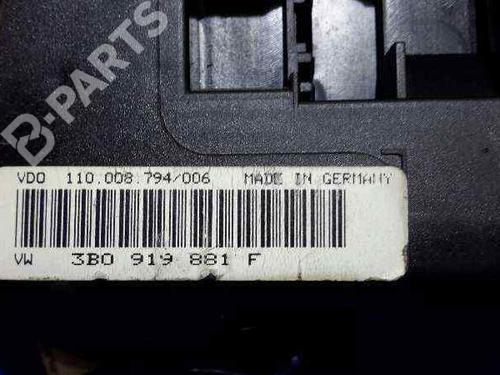 B-PARTS
VDO 110.008.794/006 MADE IN GERMANY
VW 3B0 919 881 F